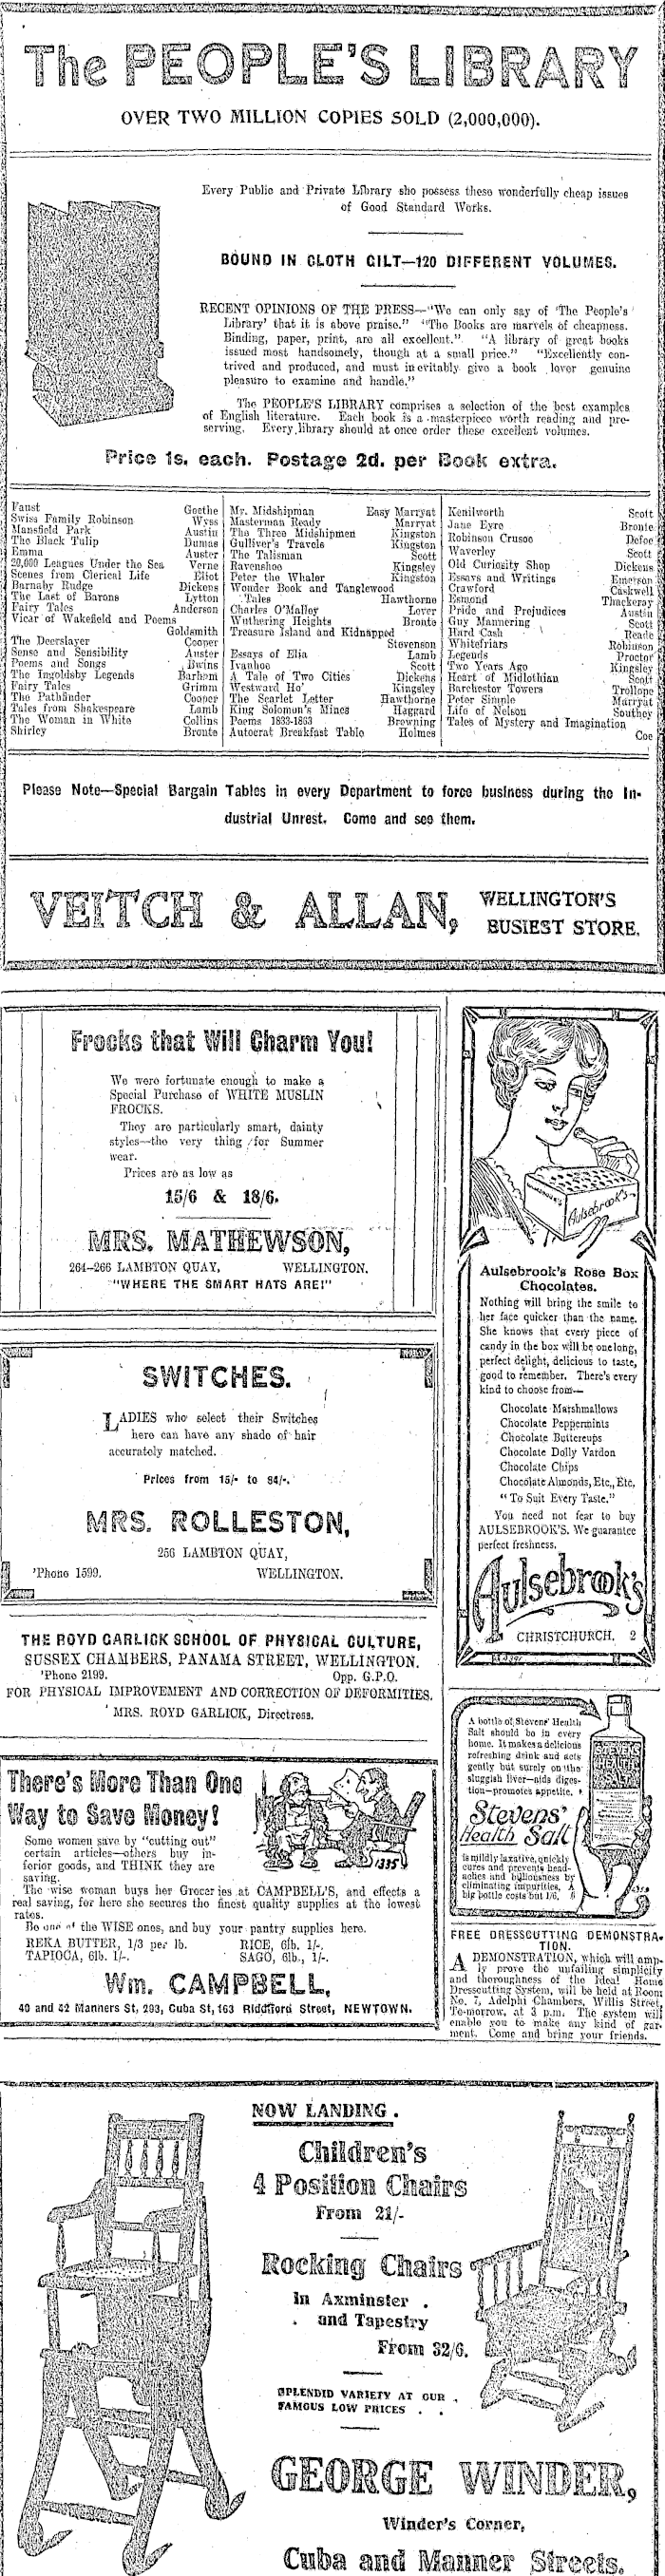 The PEOPLE'S LIBRARY
OVER TWO MILLION COPIES SOLD (2,000,000).
Every Public and Private Library sho possess these wonderfully cheap issues
of Good Standard Works.
BOUND IN CLOTH GILT—120 DIFFERENT VOLUMES.
RECENT OPINIONS OF THE PRESS—"We can only say of 'The People's
Library' that it is above praise." "The Books are marvels of cheapness.
Binding, paper, print, are all excellent." "A library of great books
issued most handsomely, though at a small price." "Excellently con-
trived and produced, and must inevitably give a book lover genuine
pleasure to examine and handle."
The PEOPLE'S LIBRARY comprises a selection of the best examples
of English literature. Each book is a masterpiece worth reading and pre-
serving. Every library should at once order these excellent volumes.
Price 1s. each. Postage 2d. per Book extra.
Faust Goethe
Swiss Family Robinson Wyss
Mansfield Park Austin
The Black Tulip Dumas
Emma Auster
20,000 Leagues Under the Sea Verne
Scenes from Clerical Life Eliot
Barnaby Rudge Dickens
The Last of Barons Lytton
Fairy Tales Anderson
Vicar of Wakefield and Poems
Goldsmith
The Deerslayer Cooper
Sense and Sensibility Auster
Poems and Songs Bwins
The Ingoldsby Legends Barham
Fairy Tales Grimm
The Pathfinder Cooper
Tales from Shakespeare Lamb
The Woman in White Collins
Shirley Bronte
Mr. Midshipman Easy Marryat
Masterman Ready Marryat
The Three Midshipmen Kingston
Gulliver's Travels Kingston
The Talisman Scott
Ravenshoe Kingsley
Peter the Whaler Kingston
Wonder Book and Tanglewood
Tales Hawthorne
Charles O'Malley Lever
Wuthering Heights Bronte
Treasure Island and Kidnapped
Stevenson
Essays of Elia Lamb
Ivanhoe Scott
A Tale of Two Cities Dickens
Westward Ho' Kingsley
The Scarlet Letter Hawthorne
King Solomon's Mines Haggard
Poems 1833-1863 Browning
Autocrat Breakfast Table Holmes
Kenilworth Scott
Jane Eyre Bronte
Robinson Crusoe Defoe
Waverley Scott
Old Curiosity Shop Dickens
Essays and Writings Emerson
Crawford Caskwell
Esmond Thackeray
Pride and Prejudices Austin
Guy Mannering Scott
Hard Cash Reade
Whitefriars Robinson
Legends Proctor
Two Years Ago Kingsley
Heart of Midlothian Scott
Barchester Towers Trollope
Peter Simple Marryat
Life of Nelson Southey
Tales of Mystery and Imagination
Coe
Please Note—Special Bargain Tables in every Department to force business during the In-
dustrial Unrest. Come and see them.
VEITCH & ALLAN, WELLINGTON'S
BUSIEST STORE.
Frocks that Will Charm You!
We were fortunate enough to make a
Special Purchase of WHITE MUSLIN
FROCKS.
They are particularly smart, dainty
styles—the very thing for Summer
wear.
Prices are as low as
15/6 & 18/6.
MRS. MATHEWSON,
264-266 LAMBTON QUAY, WELLINGTON.
"WHERE THE SMART HATS ARE!"
SWITCHES.
LADIES who select their Switches
here can have any shade of hair
accurately matched.
Prices from 15/- to 84/-.
MRS. ROLLESTON,
256 LAMBTON QUAY,
'Phone 1599. WELLINGTON.
THE ROYD GARLICK SCHOOL OF PHYSICAL CULTURE,
SUSSEX CHAMBERS, PANAMA STREET, WELLINGTON.
'Phone 2199. Opp. G.P.O.
FOR PHYSICAL IMPROVEMENT AND CORRECTION OF DEFORMITIES.
MRS. ROYD GARLICK, Directress.
There's More Than One
Way to Save Money!
Some women save by "cutting out"
certain articles—others buy in-
ferior goods, and THINK they are
saving.
The wise woman buys her Groceries at CAMPBELL'S, and effects a
real saving, for here she secures the finest quality supplies at the lowest
rates.
Be one of the WISE ones, and buy your pantry supplies here.
REKA BUTTER, 1/3 per lb. RICE, 6lb. 1/-.
TAPIOCA, 6lb. 1/-. SAGO, 6lb., 1/-.
1335
Wm. CAMPBELL,
40 and 42 Manners St, 293, Cuba St, 163 Riddiford Street, NEWTOWN.
Aulsebrook's
Aulsebrook's Rose Box
Chocolates.
Nothing will bring the smile to
her face quicker than the name.
She knows that every piece of
candy in the box will be one long,
perfect delight, delicious to taste,
good to remember. There's every
kind to choose from—
Chocolate Marshmallows
Chocolate Peppermints
Chocolate Buttercups
Chocolate Dolly Vardon
Chocolate Chips
Chocolate Almonds, Etc., Etc.
"To Suit Every Taste."
You need not fear to buy
AULSEBROOK'S. We guarantee
perfect freshness.
Aulsebrook's
CHRISTCHURCH. 2
A bottle of Stevens' Health
Salt should be in every
home. It makes a delicious
refreshing drink and acts
gently but surely on the
sluggish liver—aids diges-
tion—promotes appetite.
Stevens'
Health Salt
is mildly laxative, quickly
cures and prevents head-
aches and biliousness by
eliminating impurities. A
big bottle costs but 1/6.
STEVENS'
HEALTH
SALT
FREE DRESSCUTTING DEMONSTRA-
TION.
A DEMONSTRATION, which will amp-
ly prove the unfailing simplicity
and thoroughness of the Ideal Home
Dresscutting System, will be held at Room
No. 7, Adelphi Chambers, Willis Street,
To-morrow, at 3 p.m. The system will
enable you to make any kind of gar-
ment. Come and bring your friends.
NOW LANDING.
Children's
4 Position Chairs
From 21/-
Rocking Chairs
In Axminster
and Tapestry
From 32/6.
SPLENDID VARIETY AT OUR
FAMOUS LOW PRICES . .
GEORGE WINDER,
Winder's Corner,
Cuba and Manner Streets.